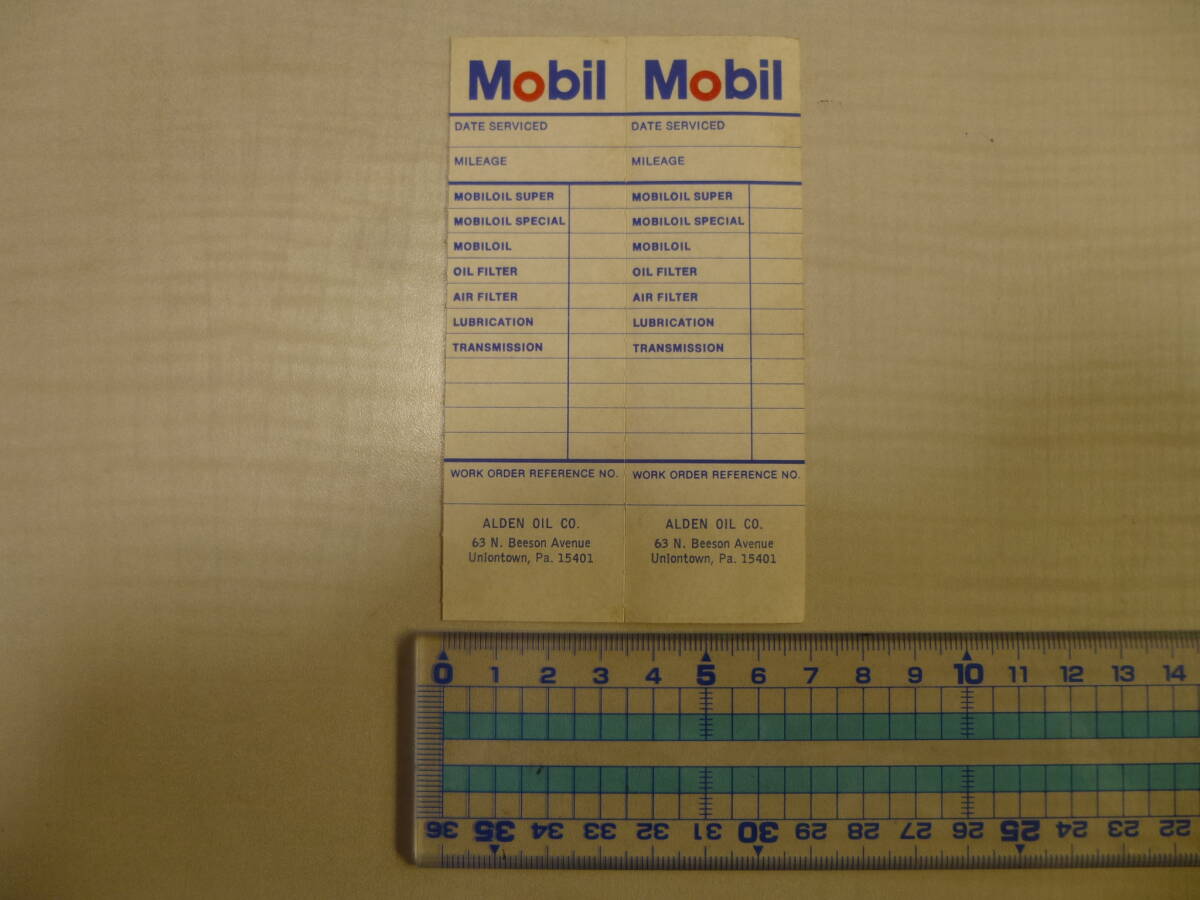 Mobil Mobil
DATE SERVICED DATE SERVICED
MILEAGE MILEAGE
MOBILOIL SUPER MOBILOIL SUPER
MOBILOIL SPECIAL MOBILOIL SPECIAL
MOBILOIL MOBILOIL
OIL FILTER OIL FILTER
AIR FILTER AIR FILTER
LUBRICATION LUBRICATION
TRANSMISSION TRANSMISSION
WORK ORDER REFERENCE NO. WORK ORDER REFERENCE NO.
ALDEN OIL CO. ALDEN OIL CO.
63 N. Beeson Avenue 63 N. Beeson Avenue
Uniontown, Pa. 15401 Uniontown, Pa. 15401
0 1 2 3 4 5 6 7 8 9 10 11 12 13 14
36 35 34 33 32 31 30 29 28 27 26 25 24 23 22